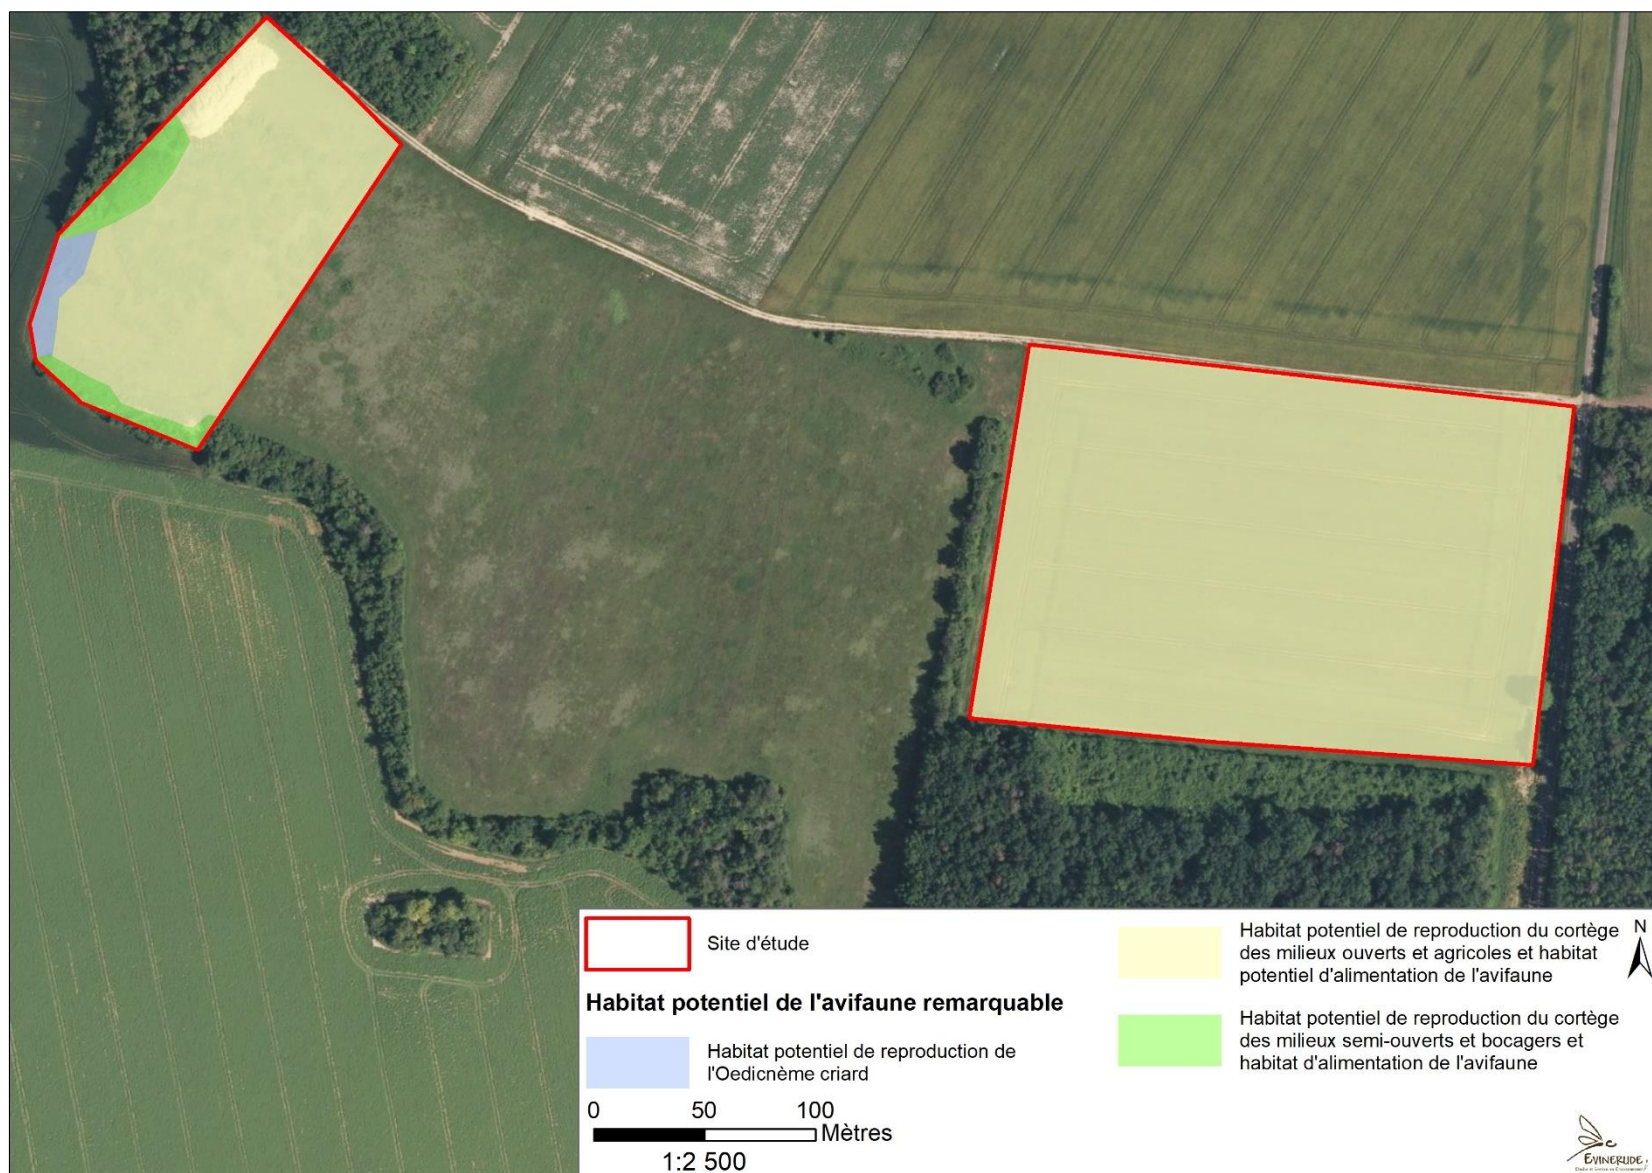 Site d'étude
Habitat potentiel de l'avifaune remarquable
Habitat potentiel de reproduction de
l'Oedicnème criard
0 50 100
Mètres
1:2 500
Habitat potentiel de reproduction du cortège
des milieux ouverts et agricoles et habitat
potentiel d'alimentation de l'avifaune
Habitat potentiel de reproduction du cortège
des milieux semi-ouverts et bocagers et
habitat d'alimentation de l'avifaune
N
EVINERUDE